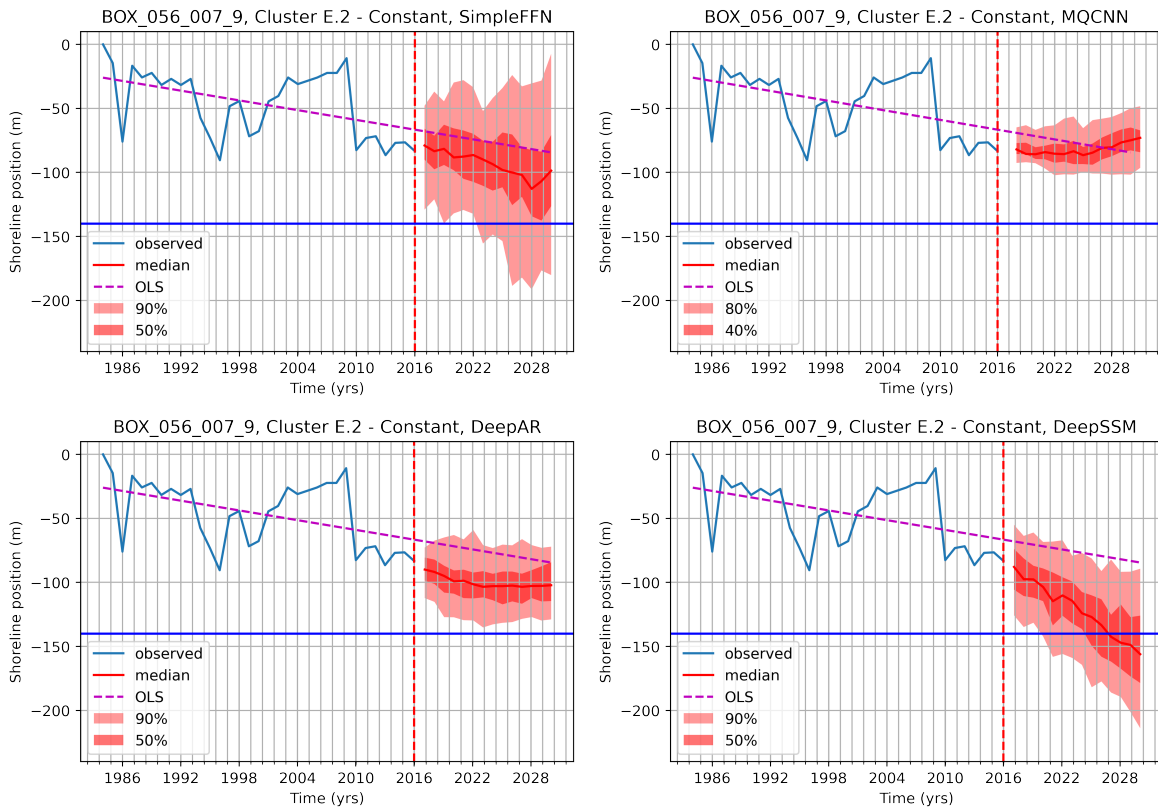 BOX_056_007_9, Cluster E.2 - Constant, SimpleFFN
Shoreline position (m)
0
−50
−100
−150
−200
observed
median
OLS
90%
50%
1986 1992 1998 2004 2010 2016 2022 2028
Time (yrs)
BOX_056_007_9, Cluster E.2 - Constant, MQCNN
Shoreline position (m)
0
−50
−100
−150
−200
observed
median
OLS
80%
40%
1986 1992 1998 2004 2010 2016 2022 2028
Time (yrs)
BOX_056_007_9, Cluster E.2 - Constant, DeepAR
Shoreline position (m)
0
−50
−100
−150
−200
observed
median
OLS
90%
50%
1986 1992 1998 2004 2010 2016 2022 2028
Time (yrs)
BOX_056_007_9, Cluster E.2 - Constant, DeepSSM
Shoreline position (m)
0
−50
−100
−150
−200
observed
median
OLS
90%
50%
1986 1992 1998 2004 2010 2016 2022 2028
Time (yrs)